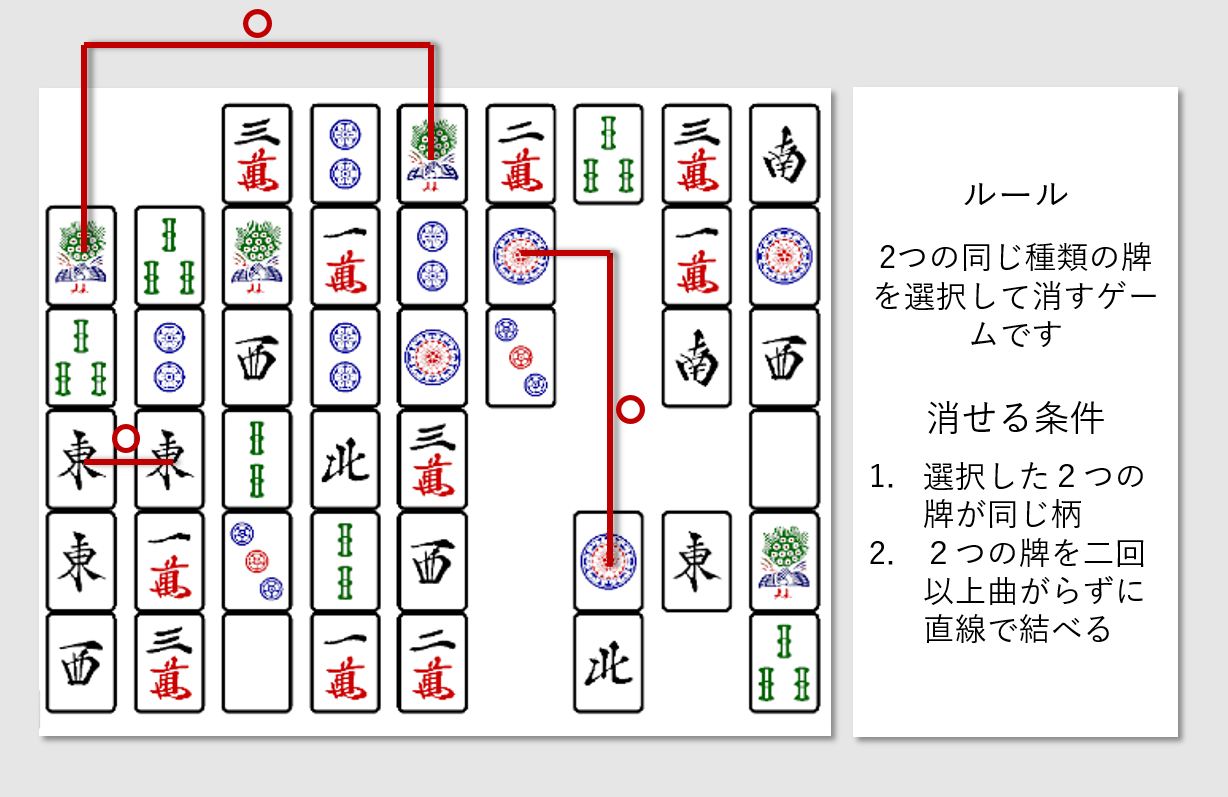 三萬 二萬 三萬 南
一萬 一萬
西 南 西
東 東 北 三萬
東 一萬 西 東
西 三萬 一萬 二萬 北
ルール
2つの同じ種類の牌
を選択して消すゲー
ムです
消せる条件
1. 選択した２つの
牌が同じ柄
2. ２つの牌を二回
以上曲がらずに
直線で結べる